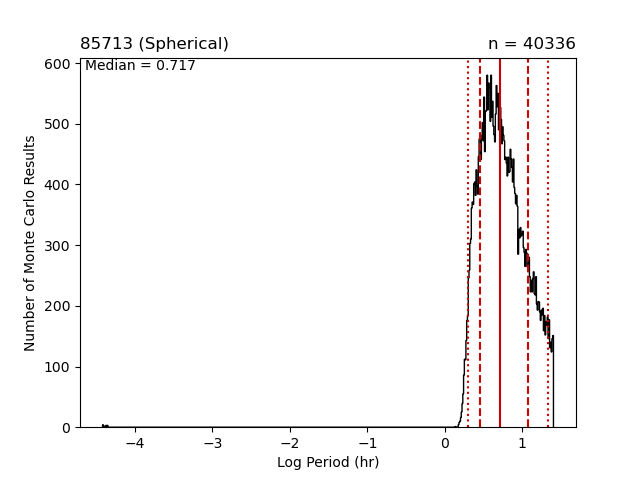 85713 (Spherical)
n = 40336
Median = 0.717
600
500
400
300
200
100
0
Number of Monte Carlo Results
−4
−3
−2
−1
0
1
Log Period (hr)